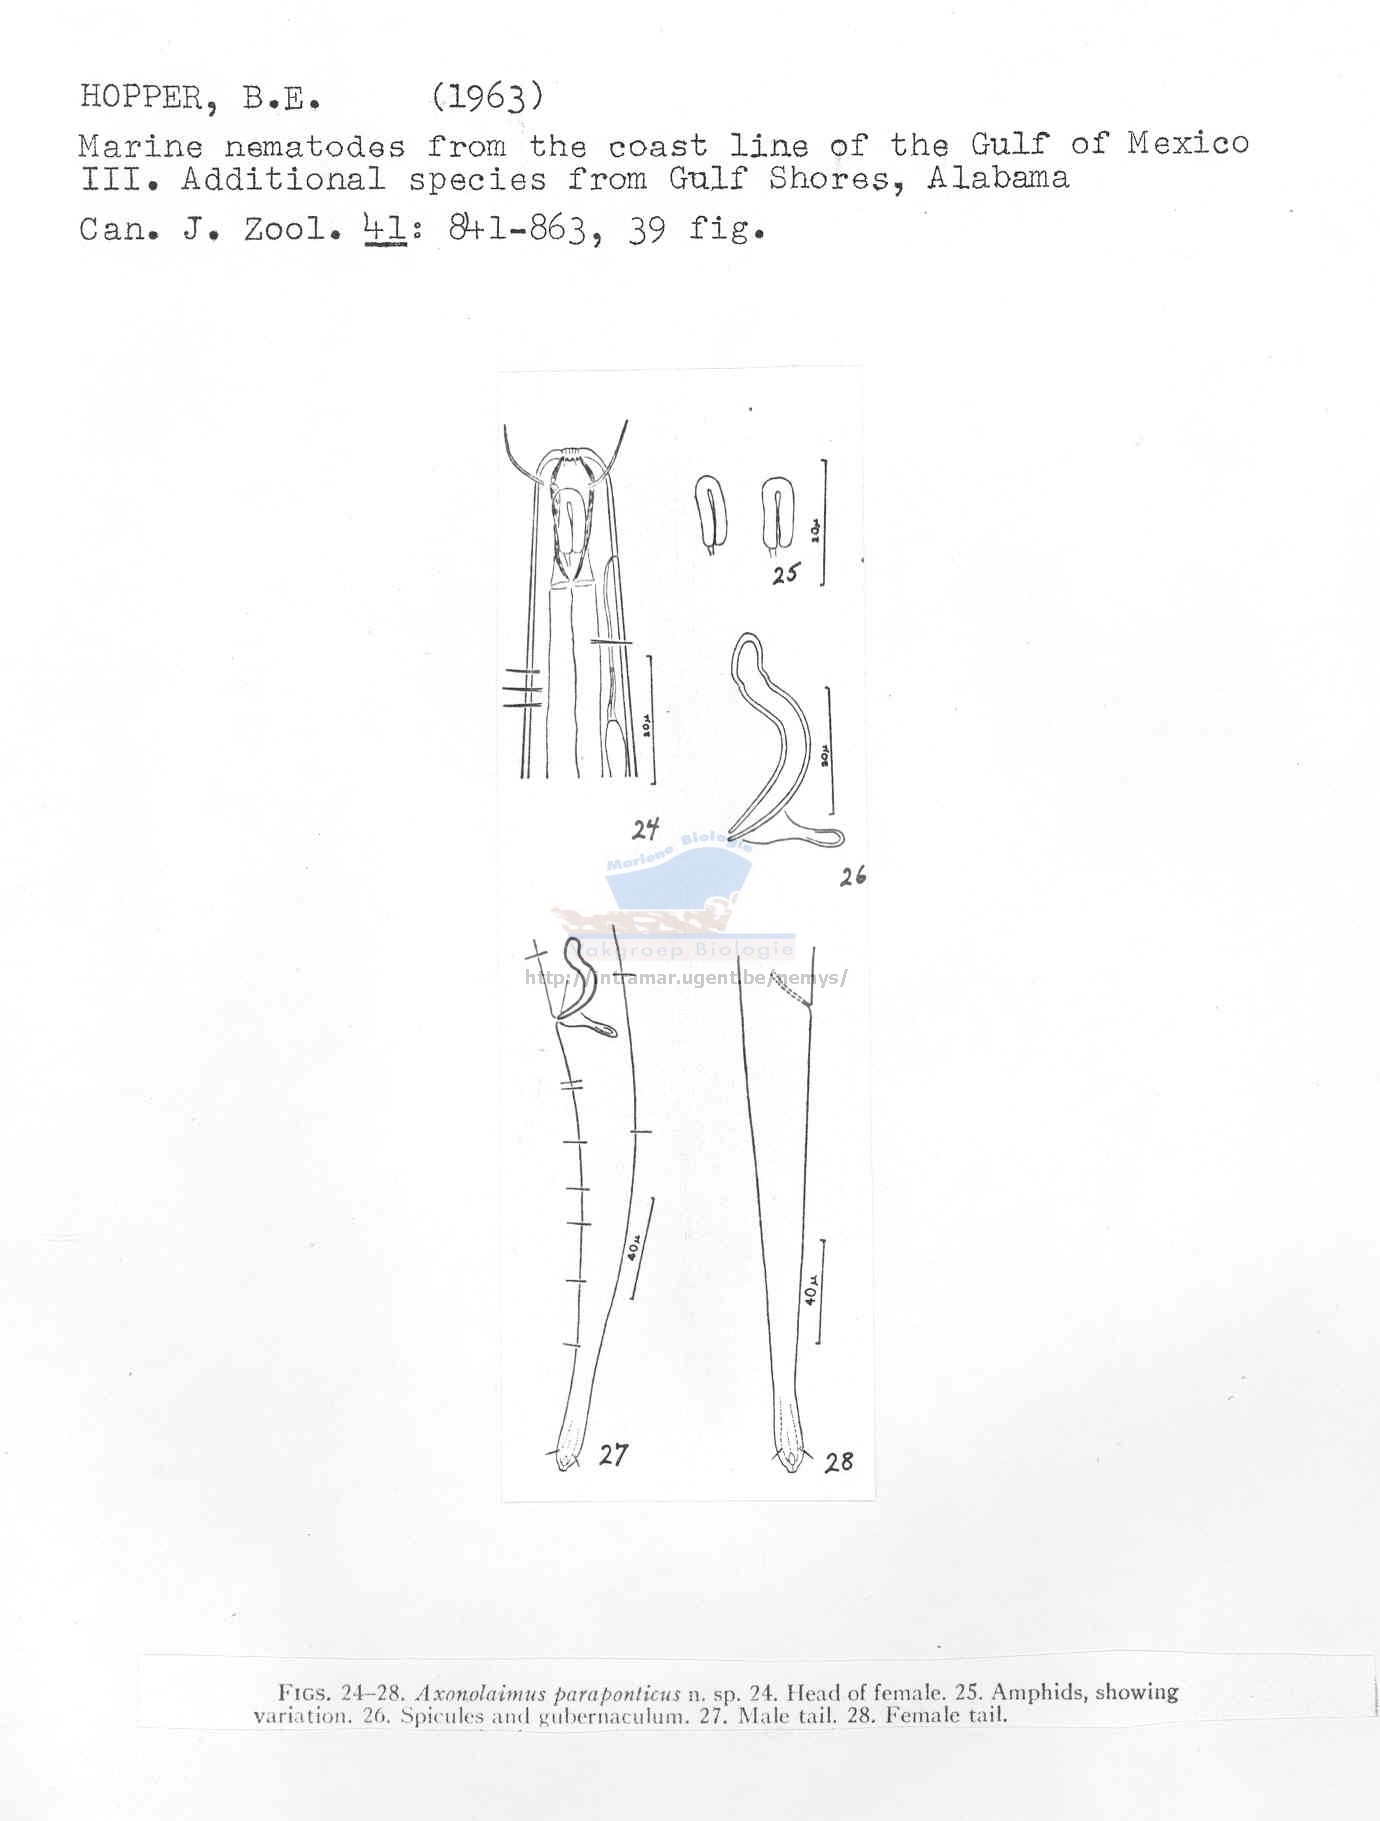 HOPPER, B.E. (1963)
Marine nematodes from the coast line of the Gulf of Mexico
III. Additional species from Gulf Shores, Alabama
Can. J. Zool. 41: 841-863, 39 fig.
20µ
25
20µ
20µ
24
26
Mariene Biologie
akgroep Biologie
http://intramar.ugent.be/nemys/
40µ
40µ
27
28
FIGS. 24–28. Axonolaimus paraponticus n. sp. 24. Head of female. 25. Amphids, showing
variation. 26. Spicules and gubernaculum. 27. Male tail. 28. Female tail.